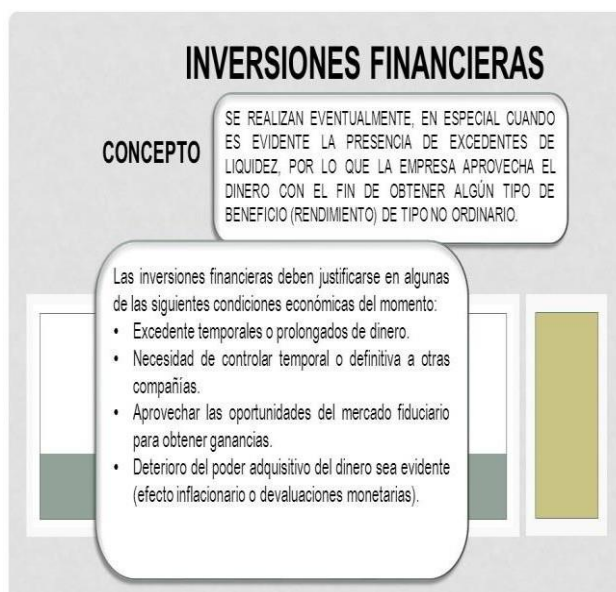 INVERSIONES FINANCIERAS
CONCEPTO
SE REALIZAN EVENTUALMENTE, EN ESPECIAL CUANDO
ES EVIDENTE LA PRESENCIA DE EXCEDENTES DE
LIQUIDEZ, POR LO QUE LA EMPRESA APROVECHA EL
DINERO CON EL FIN DE OBTENER ALGÚN TIPO DE
BENEFICIO (RENDIMIENTO) DE TIPO NO ORDINARIO.
Las inversiones financieras deben justificarse en algunas
de las siguientes condiciones económicas del momento:
• Excedente temporales o prolongados de dinero.
• Necesidad de controlar temporal o definitiva a otras
compañías.
• Aprovechar las oportunidades del mercado fiduciario
para obtener ganancias.
• Deterioro del poder adquisitivo del dinero sea evidente
(efecto inflacionario o devaluaciones monetarias).